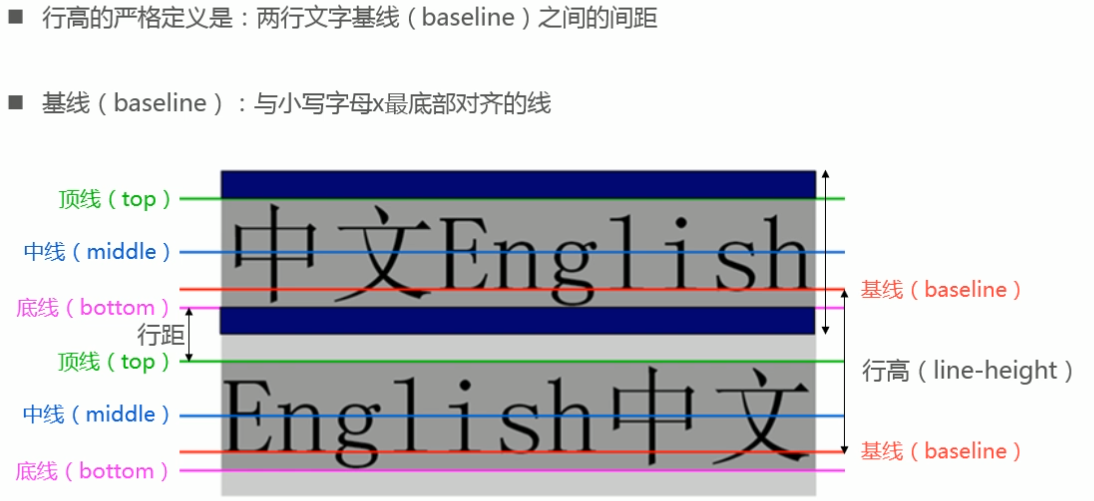 ■ 行高的严格定义是：两行文字基线（baseline）之间的间距
■ 基线（baseline）：与小写字母x最底部对齐的线
顶线（top）
中文English
中线（middle）
基线（baseline）
底线（bottom）
行距
顶线（top）
行高（line-height）
English中文
中线（middle）
基线（baseline）
底线（bottom）